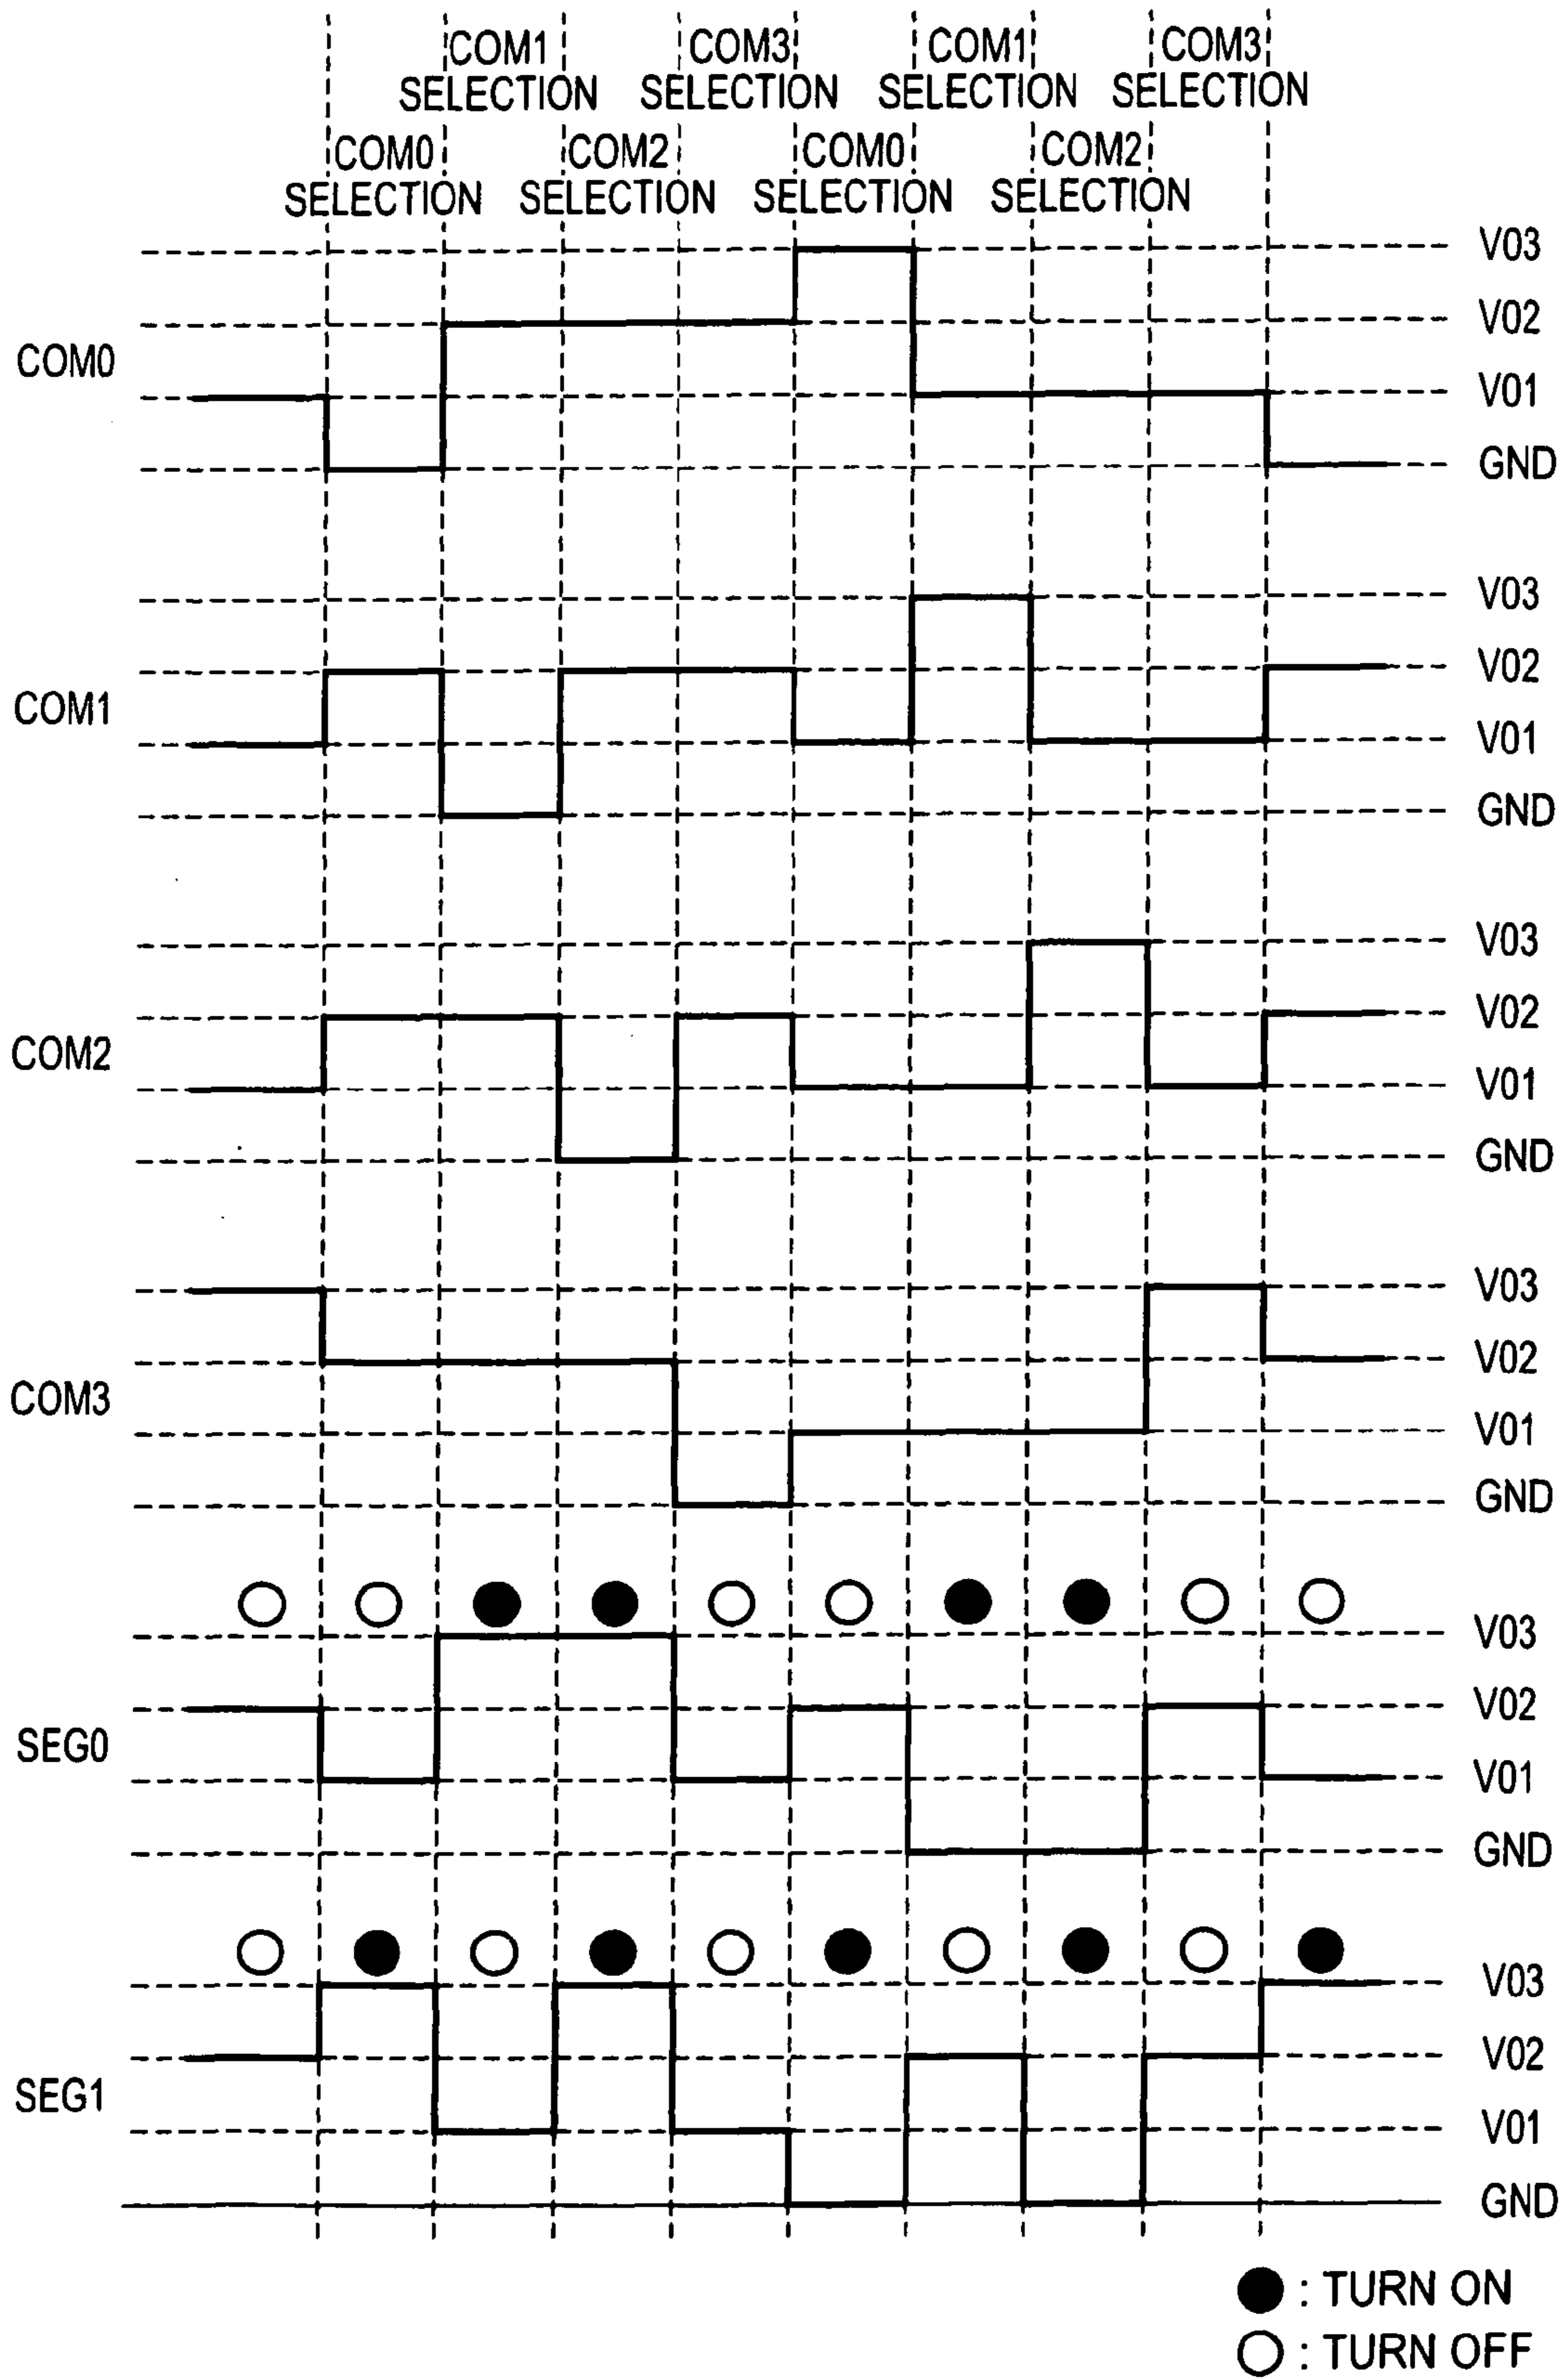 COM1 COM3 COM1 COM3
SELECTION SELECTION SELECTION SELECTION
COM0 COM2 COM0 COM2
SELECTION SELECTION SELECTION SELECTION
V03
V02
COM0
V01
GND
V03
V02
COM1
V01
GND
V03
V02
COM2
V01
GND
V03
V02
COM3
V01
GND
V03
V02
SEG0
V01
GND
V03
V02
SEG1
V01
GND
: TURN ON
: TURN OFF